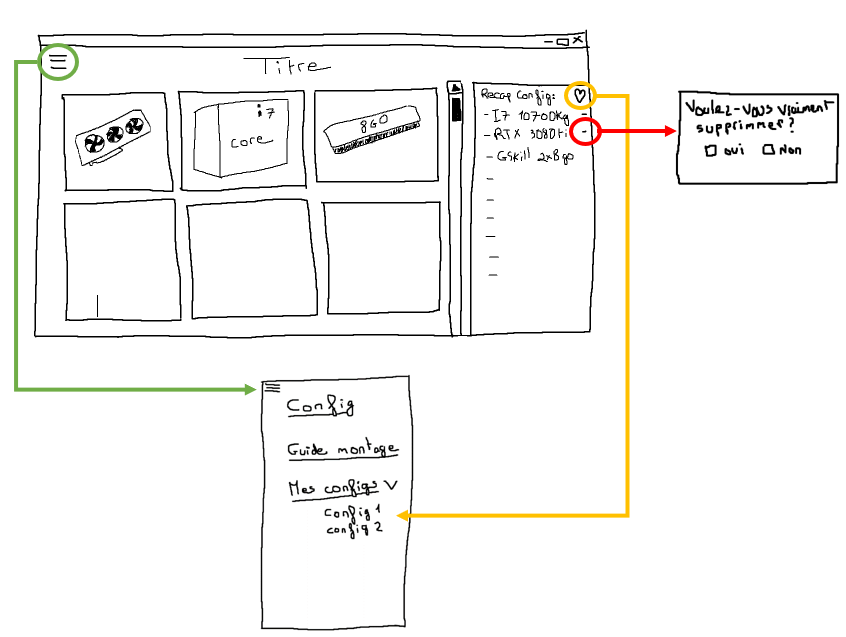 Titre
i7
core
8GO
Recap Config:
- I7 10700Kg -
- RTX 3080Ti -
- GSkill 2x8go
-
-
-
-
-
-
Voulez-vous vraiment
supprimmer?
oui Non
Config
Guide montage
Mes configs V
Config 1
config 2